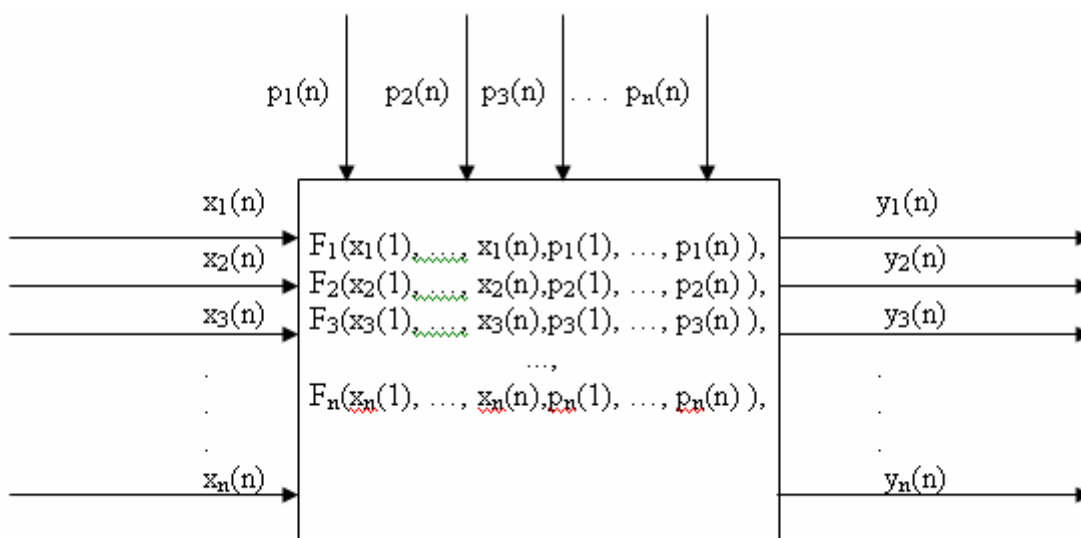 p₁(n) p₂(n) p₃(n) . . . pₙ(n)
x₁(n) y₁(n)
F₁(x₁(1), ..., x₁(n),p₁(1), ..., p₁(n) ),
x₂(n) y₂(n)
F₂(x₂(1), ..., x₂(n),p₂(1), ..., p₂(n) ),
x₃(n) y₃(n)
F₃(x₃(1), ..., x₃(n),p₃(1), ..., p₃(n) ),
...,
Fₙ(xₙ(1), ..., xₙ(n),pₙ(1), ..., pₙ(n) ),
xₙ(n) yₙ(n)